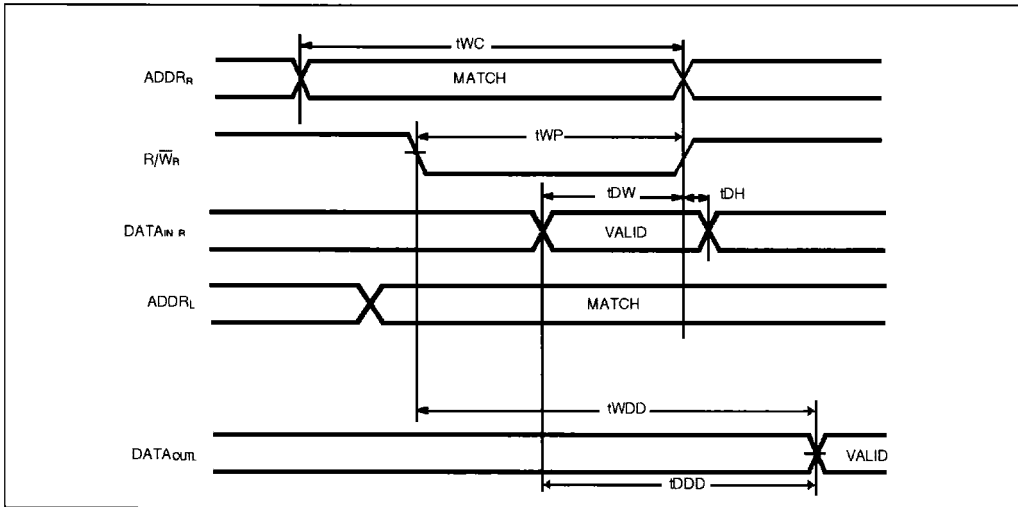 tWC
ADDRR MATCH
tWP
R/W̅R
tDW tDH
DATAIN R VALID
ADDRL MATCH
tWDD
DATAOUTL VALID
tDDD